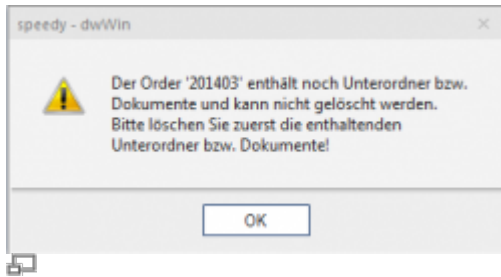 speedy - dwWin
Der Order '201403' enthält noch Unterordner bzw.
Dokumente und kann nicht gelöscht werden.
Bitte löschen Sie zuerst die enthaltenden
Unterordner bzw. Dokumente!
OK